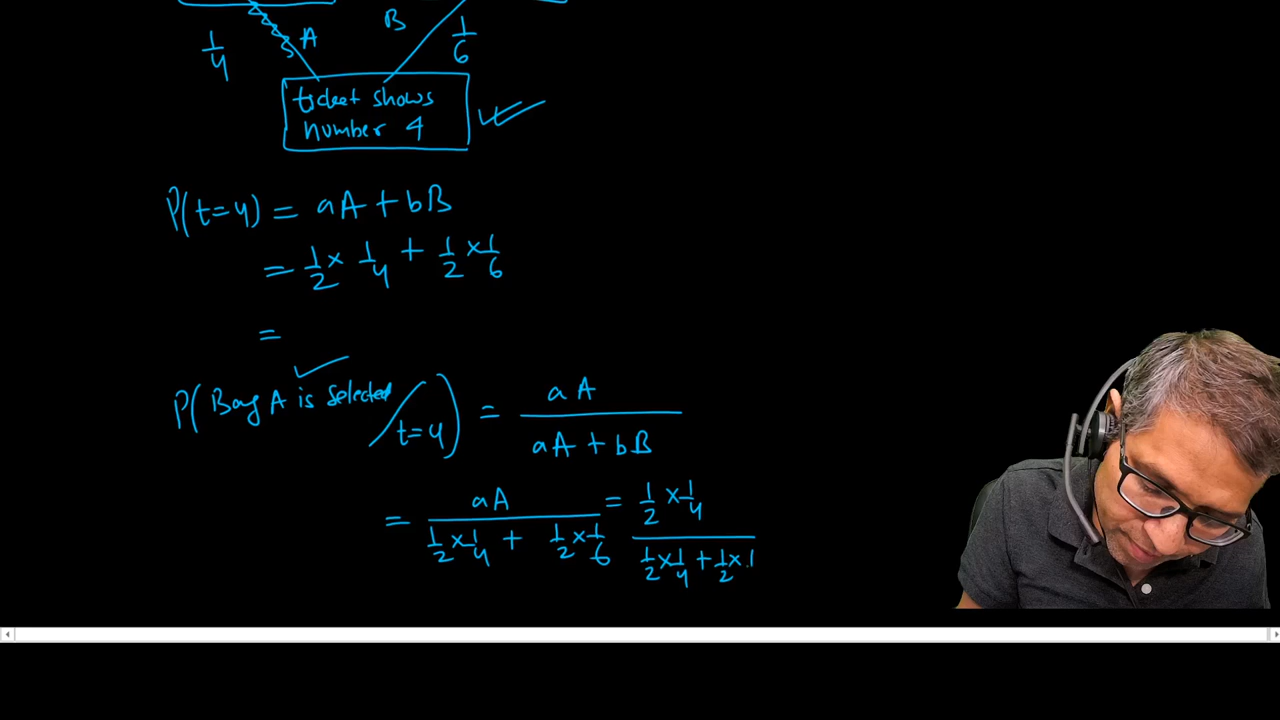 1/4 A B 1/6
ticket shows
number 4
P(t=4) = aA + bB
= 1/2 × 1/4 + 1/2 × 1/6
=
P( Bag A is selected / t=4 ) = aA / aA + bB
= aA / 1/2 × 1/4 + 1/2 × 1/6 = 1/2 × 1/4 / 1/2 × 1/4 + 1/2 × 1